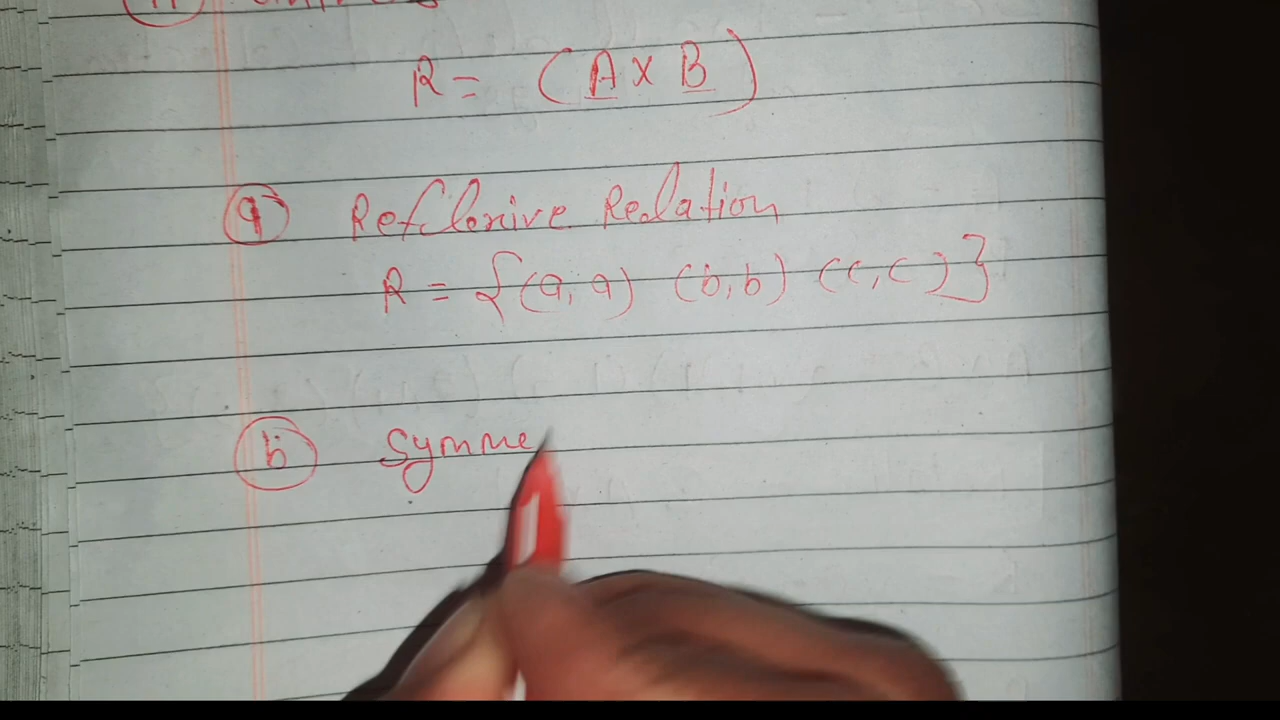 R = (A x B)
(a) Reflexive Relation
R = {(a, a) (b, b) (c, c)}
(b) Symme